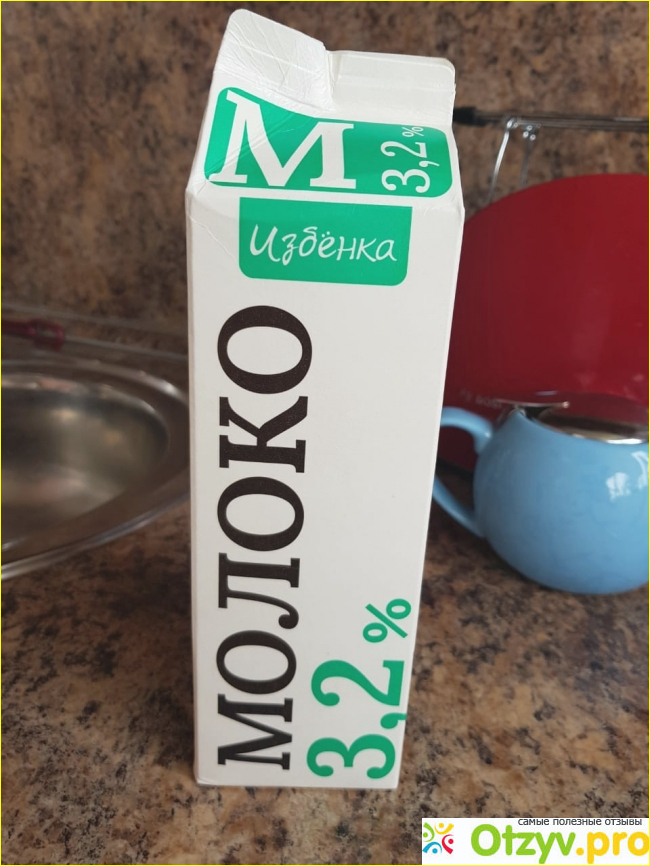 М 3,2%
Избёнка
МОЛОКО
3,2%
самые полезные отзывы
Otzyv.pro